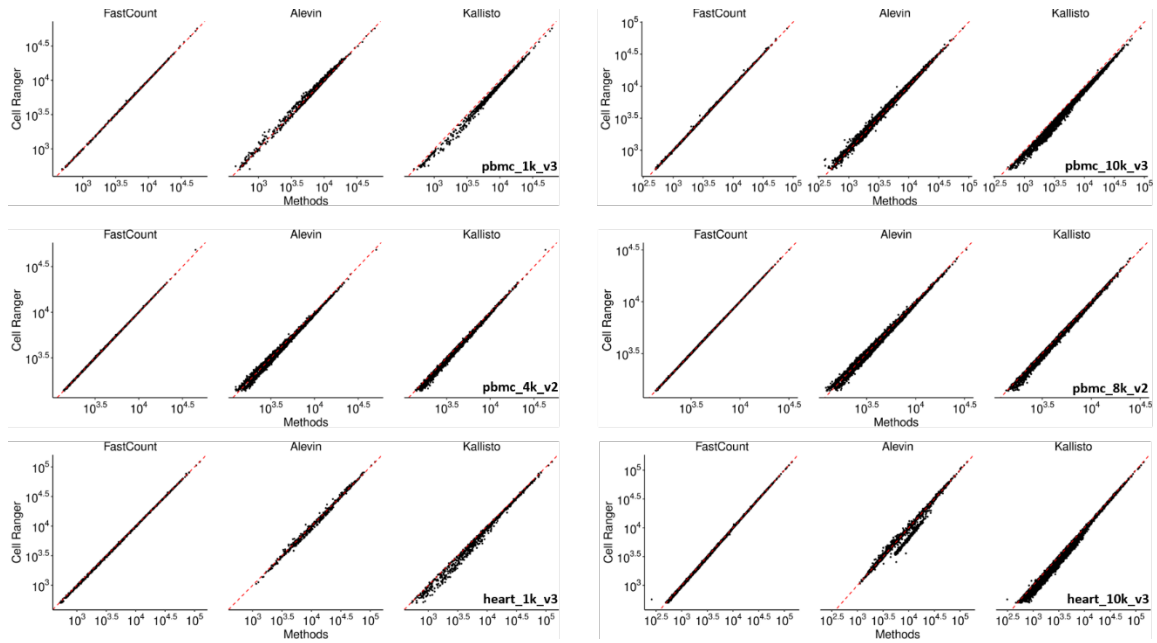 FastCount Alevin Kallisto
Cell Ranger
10^4.5
10^4
10^3.5
10^3
pbmc_1k_v3
10^3 10^3.5 10^4 10^4.5 10^3 10^3.5 10^4 10^4.5 10^3 10^3.5 10^4 10^4.5
Methods
FastCount Alevin Kallisto
Cell Ranger
10^5
10^4.5
10^4
10^3.5
10^3
10^2.5
pbmc_10k_v3
10^2.5 10^3 10^3.5 10^4 10^4.5 10^5 10^2.5 10^3 10^3.5 10^4 10^4.5 10^5 10^2.5 10^3 10^3.5 10^4 10^4.5 10^5
Methods
FastCount Alevin Kallisto
Cell Ranger
10^4.5
10^4
10^3.5
pbmc_4k_v2
10^3.5 10^4 10^4.5 10^3.5 10^4 10^4.5 10^3.5 10^4 10^4.5
Methods
FastCount Alevin Kallisto
Cell Ranger
10^4.5
10^4
10^3.5
pbmc_8k_v2
10^3.5 10^4 10^4.5 10^3.5 10^4 10^4.5 10^3.5 10^4 10^4.5
Methods
FastCount Alevin Kallisto
Cell Ranger
10^5
10^4.5
10^4
10^3.5
10^3
heart_1k_v3
10^3 10^3.5 10^4 10^4.5 10^5 10^3 10^3.5 10^4 10^4.5 10^5 10^3 10^3.5 10^4 10^4.5 10^5
Methods
FastCount Alevin Kallisto
Cell Ranger
10^5
10^4.5
10^4
10^3.5
10^3
heart_10k_v3
10^2.5 10^3 10^3.5 10^4 10^4.5 10^5 10^2.5 10^3 10^3.5 10^4 10^4.5 10^5 10^2.5 10^3 10^3.5 10^4 10^4.5 10^5
Methods